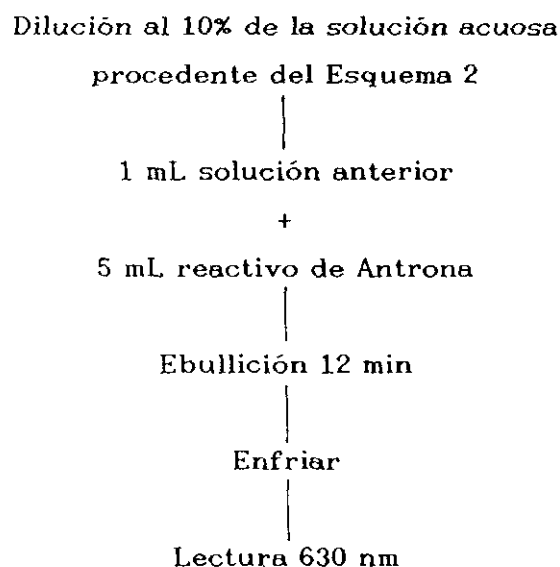 Dilución al 10% de la solución acuosa
procedente del Esquema 2
1 mL solución anterior
+
5 mL reactivo de Antrona
Ebullición 12 min
Enfriar
Lectura 630 nm